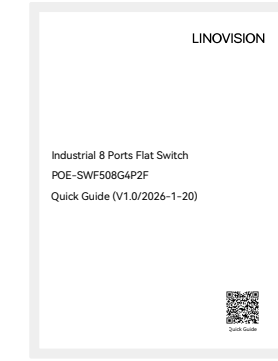 LINOVISION
Industrial 8 Ports Flat Switch
POE-SWF508G4P2F
Quick Guide (V1.0/2026-1-20)
Quick Guide